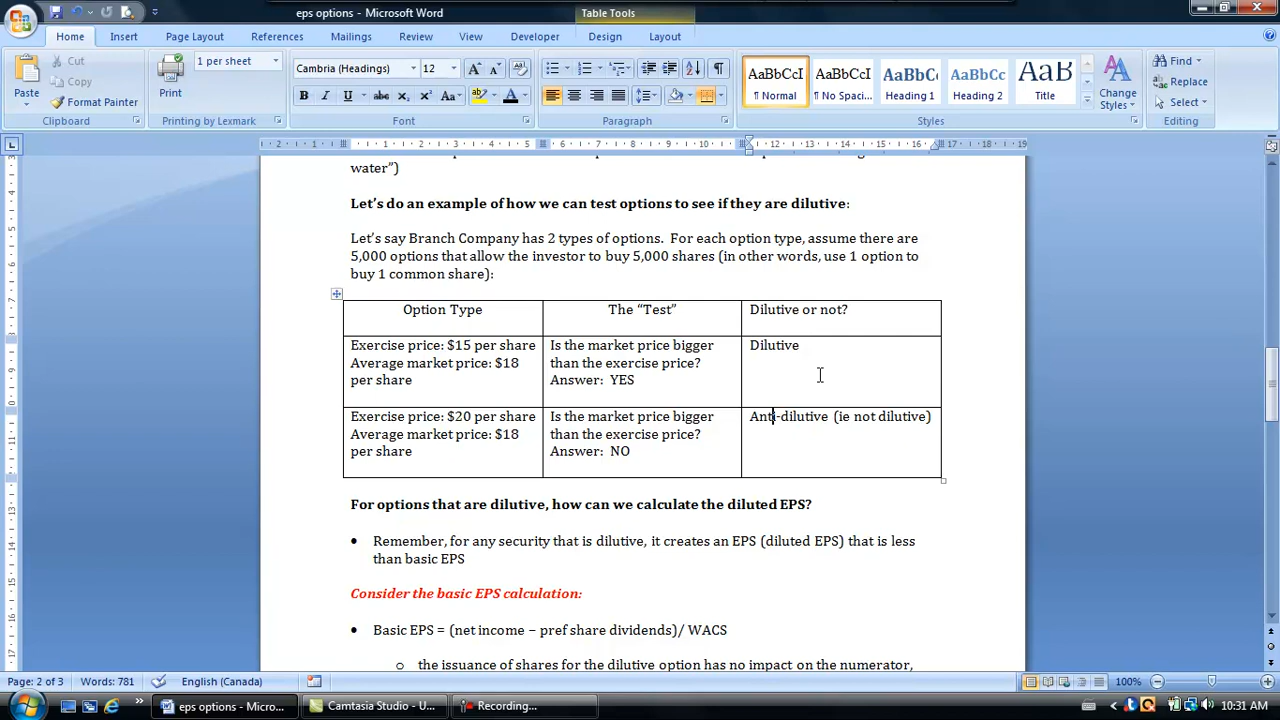 eps options - Microsoft Word
Table Tools
Home Insert Page Layout References Mailings Review View Developer Design Layout
Paste
Cut
Copy
Format Painter
Clipboard
Print
1 per sheet
Printing by Lexmark
Cambria (Headings) 12
Font
Paragraph
AaBbCcI
¶ Normal
AaBbCcI
¶ No Spaci...
AaBbC
Heading 1
AaBbCc
Heading 2
AaB
Title
Change Styles
Styles
Find
Replace
Select
Editing
water”)
Let’s do an example of how we can test options to see if they are dilutive:
Let’s say Branch Company has 2 types of options. For each option type, assume there are
5,000 options that allow the investor to buy 5,000 shares (in other words, use 1 option to
buy 1 common share):
Option Type The “Test” Dilutive or not?
Exercise price: $15 per share
Average market price: $18
per share
Is the market price bigger
than the exercise price?
Answer: YES
Dilutive
Exercise price: $20 per share
Average market price: $18
per share
Is the market price bigger
than the exercise price?
Answer: NO
Anti-dilutive (ie not dilutive)
For options that are dilutive, how can we calculate the diluted EPS?
• Remember, for any security that is dilutive, it creates an EPS (diluted EPS) that is less
than basic EPS
Consider the basic EPS calculation:
• Basic EPS = (net income – pref share dividends)/ WACS
o the issuance of shares for the dilutive option has no impact on the numerator,
Page: 2 of 3 Words: 781 English (Canada) 100%
eps options - Micro... Camtasia Studio - U... Recording... 10:31 AM